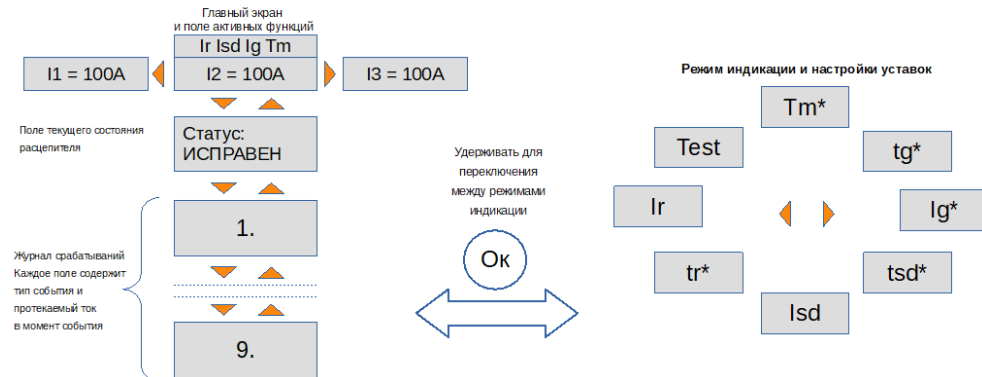 Главный экран
и поле активных функций
Ir Isd Ig Tm
I1 = 100A
I2 = 100A
I3 = 100A
Поле текущего состояния
расцепителя
Статус:
ИСПРАВЕН
Журнал срабатываний
Каждое поле содержит
тип события и
протекаемый ток
в момент события
1.
9.
Удерживать для
переключения
между режимами
индикации
Ок
Режим индикации и настройки уставок
Tm*
Test
tg*
Ir
Ig*
tr*
tsd*
Isd